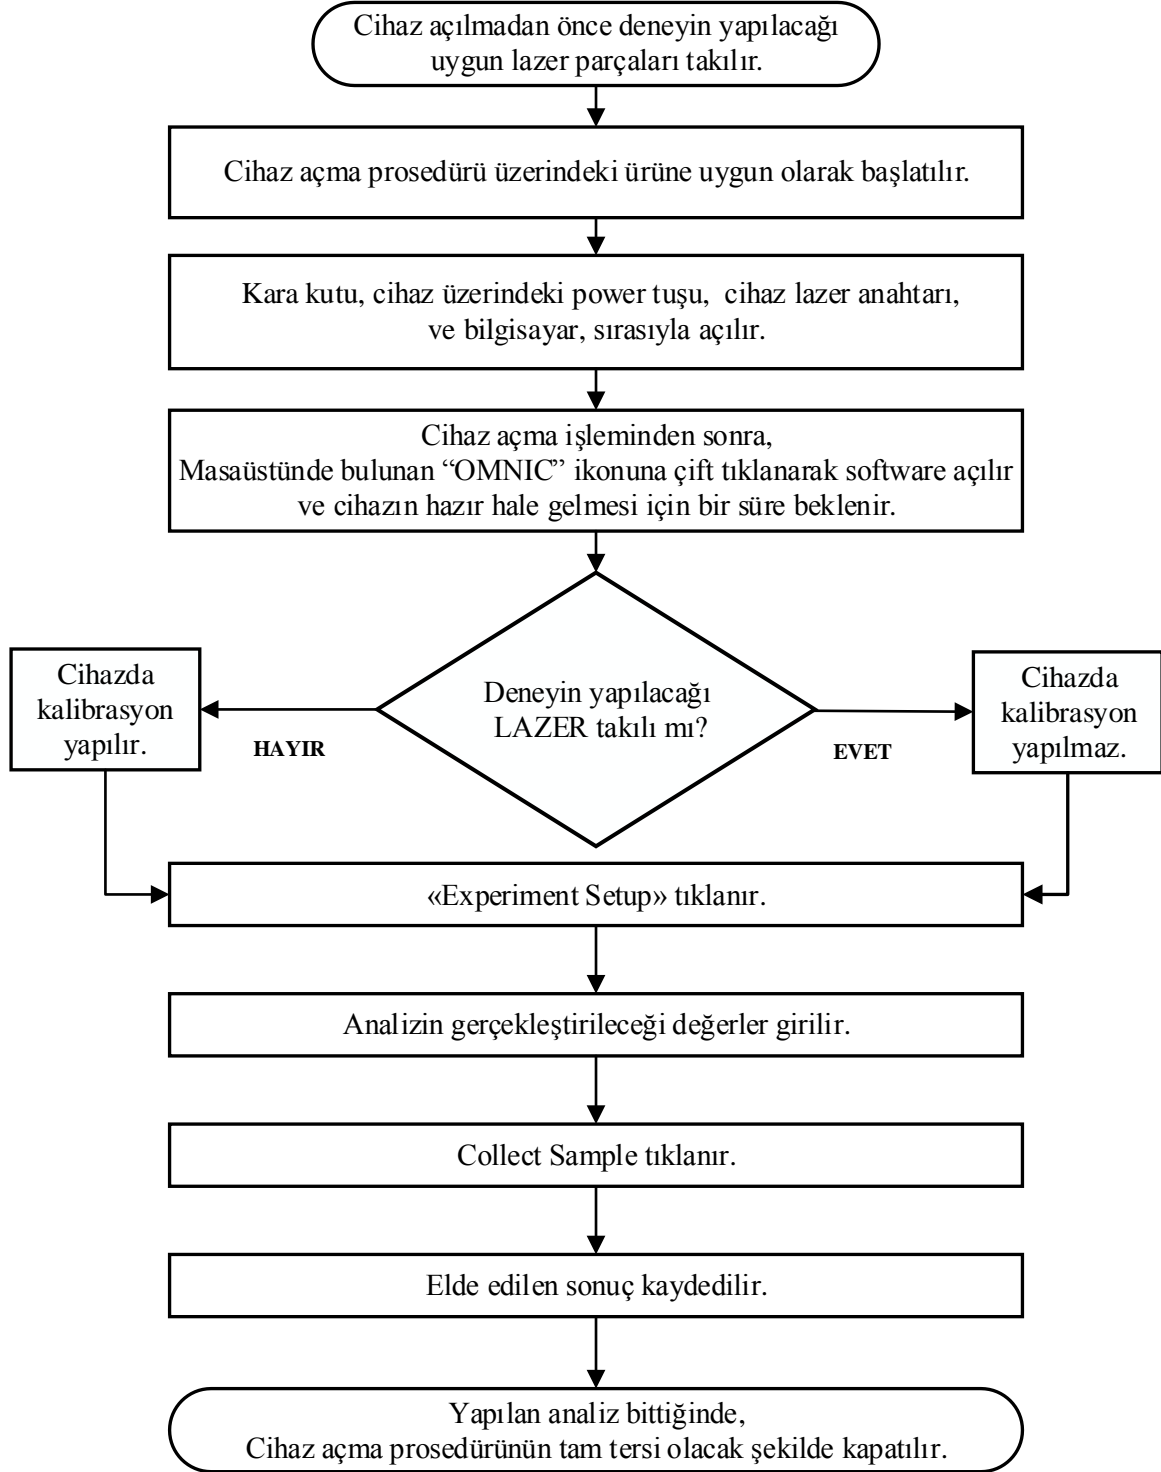 Cihaz açılmadan önce deneyin yapılacağı
uygun lazer parçaları takılır.
Cihaz açma prosedürü üzerindeki ürüne uygun olarak başlatılır.
Kara kutu, cihaz üzerindeki power tuşu, cihaz lazer anahtarı,
ve bilgisayar, sırasıyla açılır.
Cihaz açma işleminden sonra,
Masaüstünde bulunan “OMNIC” ikonuna çift tıklanarak software açılır
ve cihazın hazır hale gelmesi için bir süre beklenir.
Deneyin yapılacağı
LAZER takılı mı?
HAYIR
Cihazda
kalibrasyon
yapılır.
EVET
Cihazda
kalibrasyon
yapılmaz.
«Experiment Setup» tıklanır.
Analizin gerçekleştirileceği değerler girilir.
Collect Sample tıklanır.
Elde edilen sonuç kaydedilir.
Yapılan analiz bittiğinde,
Cihaz açma prosedürünün tam tersi olacak şekilde kapatılır.